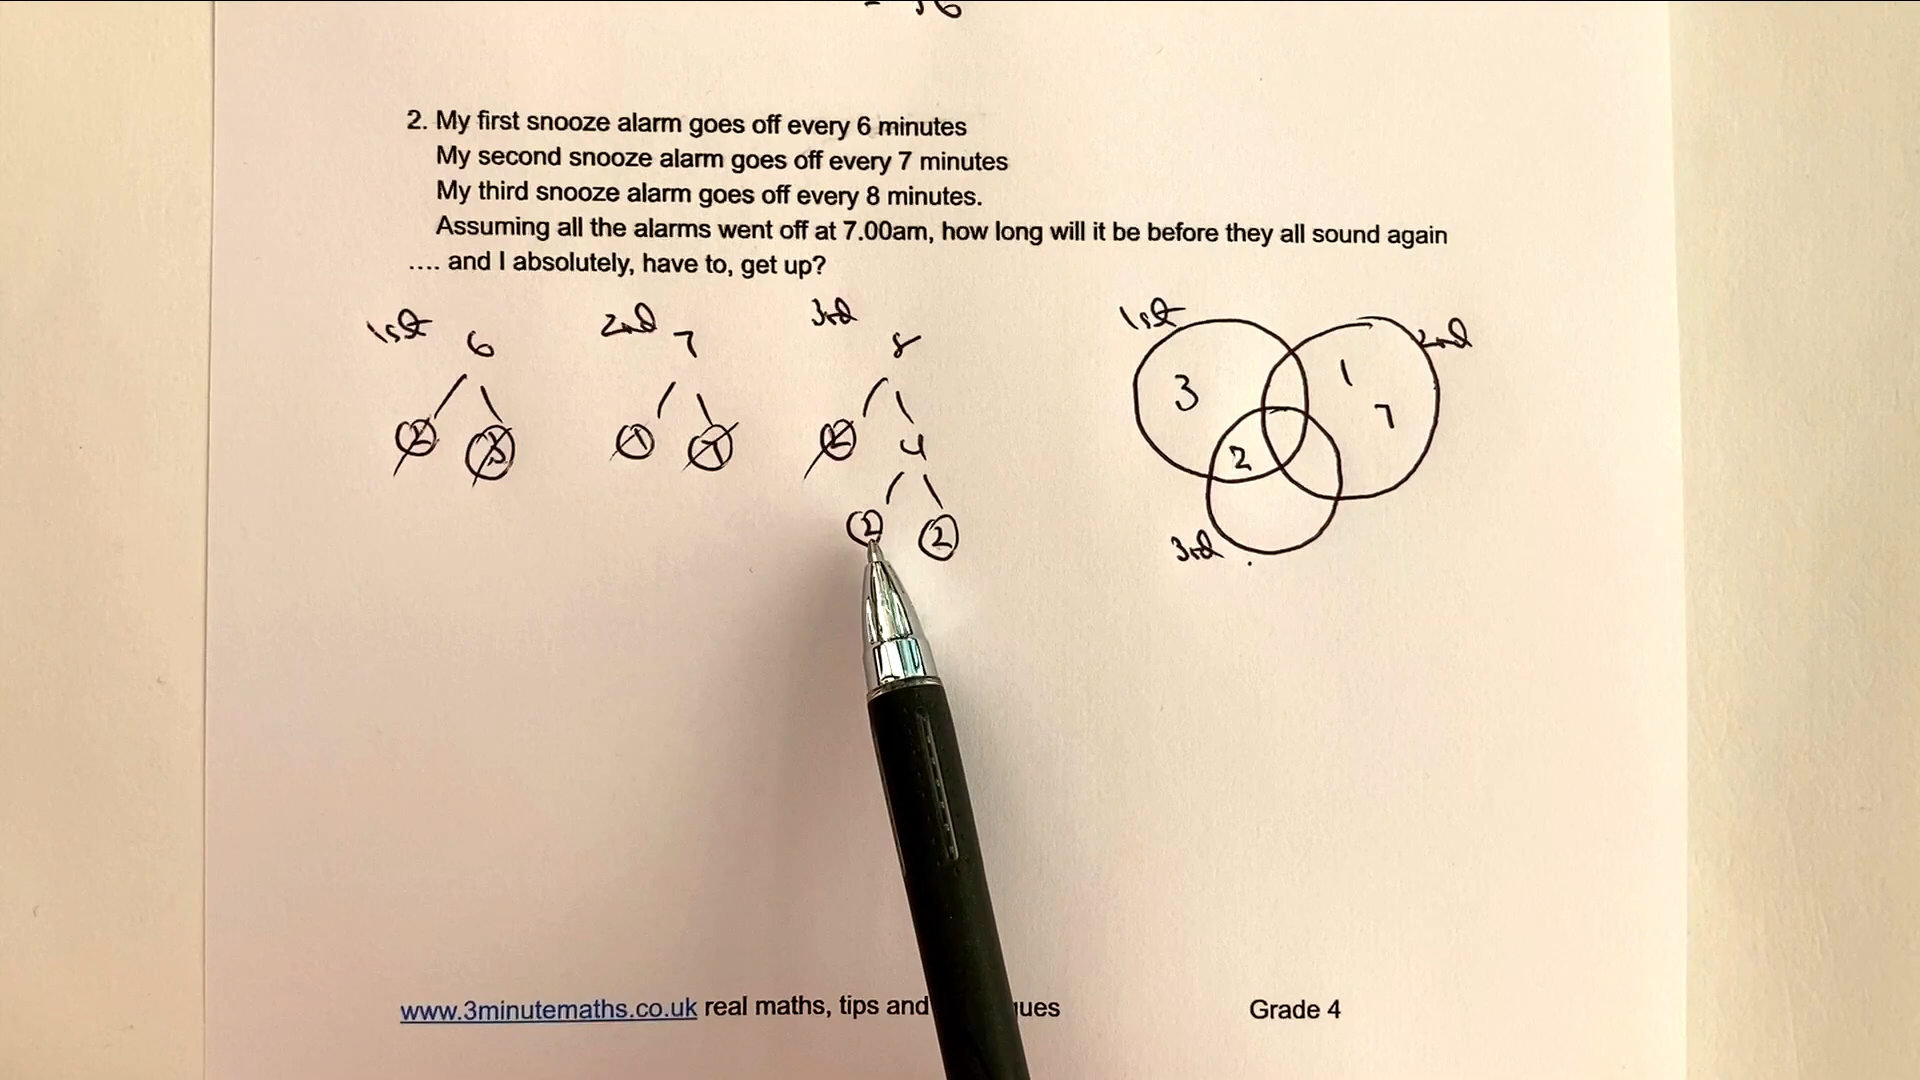 2. My first snooze alarm goes off every 6 minutes
My second snooze alarm goes off every 7 minutes
My third snooze alarm goes off every 8 minutes.
Assuming all the alarms went off at 7.00am, how long will it be before they all sound again
.... and I absolutely, have to, get up?
1st 6
2 3
2nd 7
1 7
3rd 8
2 4
2 2
1st 2nd
3 1
7
2
3rd
www.3minutemaths.co.uk real maths, tips and ues Grade 4